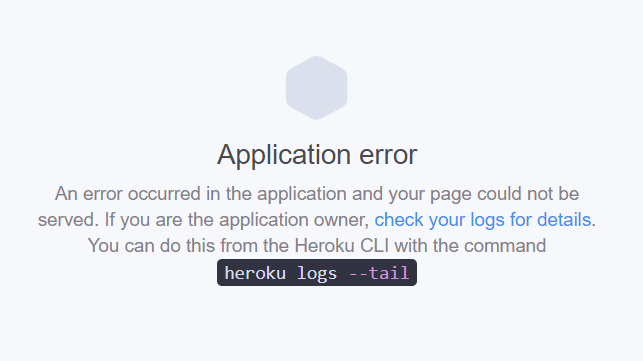 Application error
An error occurred in the application and your page could not be
served. If you are the application owner, check your logs for details.
You can do this from the Heroku CLI with the command
heroku logs --tail